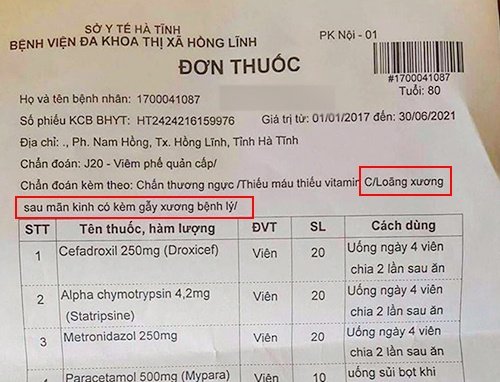 SỞ Y TẾ HÀ TĨNH
BỆNH VIỆN ĐA KHOA THỊ XÃ HỒNG LĨNH
PK Nội - 01
ĐƠN THUỐC
#1700041087
Họ và tên bệnh nhân: 1700041087
Tuổi: 80
Số phiếu KCB BHYT: HT2424216159976
Giá trị từ: 01/01/2017 đến: 30/06/2021
Địa chỉ: ., Ph. Nam Hồng, Tx. Hồng Lĩnh, Tỉnh Hà Tĩnh
Chẩn đoán: J20 - Viêm phế quản cấp/
Chẩn đoán kèm theo: Chấn thương ngực /Thiếu máu thiếu vitamin C/Loãng xương
sau mãn kinh có kèm gẫy xương bệnh lý/
STT Tên thuốc, hàm lượng ĐVT SL Cách dùng
1 Cefadroxil 250mg (Droxicef) Viên 20 Uống ngày 4 viên
chia 2 lần sau ăn
2 Alpha chymotrypsin 4,2mg Viên 20 Uống ngày 4 viên
(Statripsine) chia 2 lần sau ăn
3 Metronidazol 250mg Viên 20 Uống ngày 4 viên
chia 2 lần sau ăn
Paracetamol 500mg (Mypara) Viên 10 uống sủi bọt khi